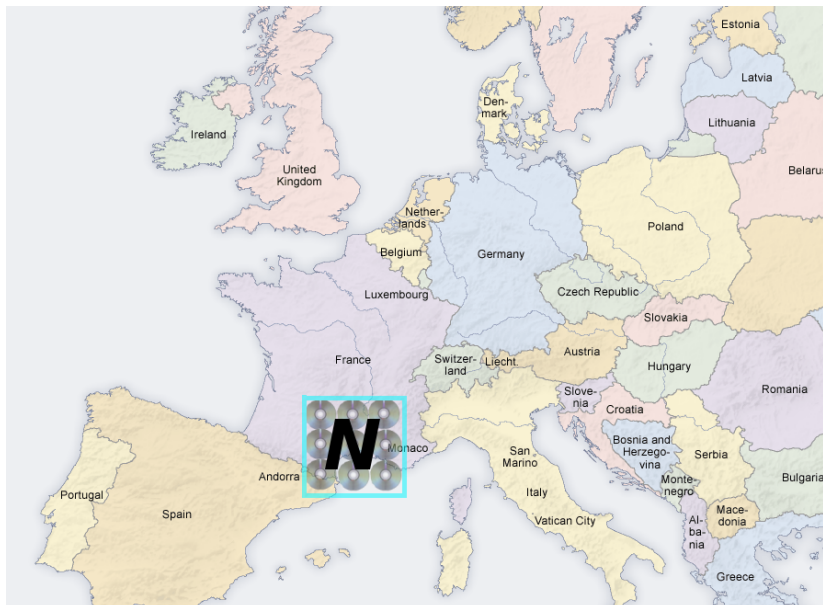 Estonia
Latvia
Den-
mark
Lithuania
Ireland
United
Kingdom
Belarus
Nether-
lands
Poland
Belgium
Germany
Czech Republic
Luxembourg
Slovakia
France
Switzer-
land
Liecht.
Austria
Hungary
Slove-
nia
Romania
Croatia
N
Monaco
San
Marino
Bosnia and
Herzego-
vina
Serbia
Andorra
Monte-
negro
Bulgaria
Portugal
Spain
Italy
Vatican City
Al-
ba-
nia
Mace-
donia
Greece